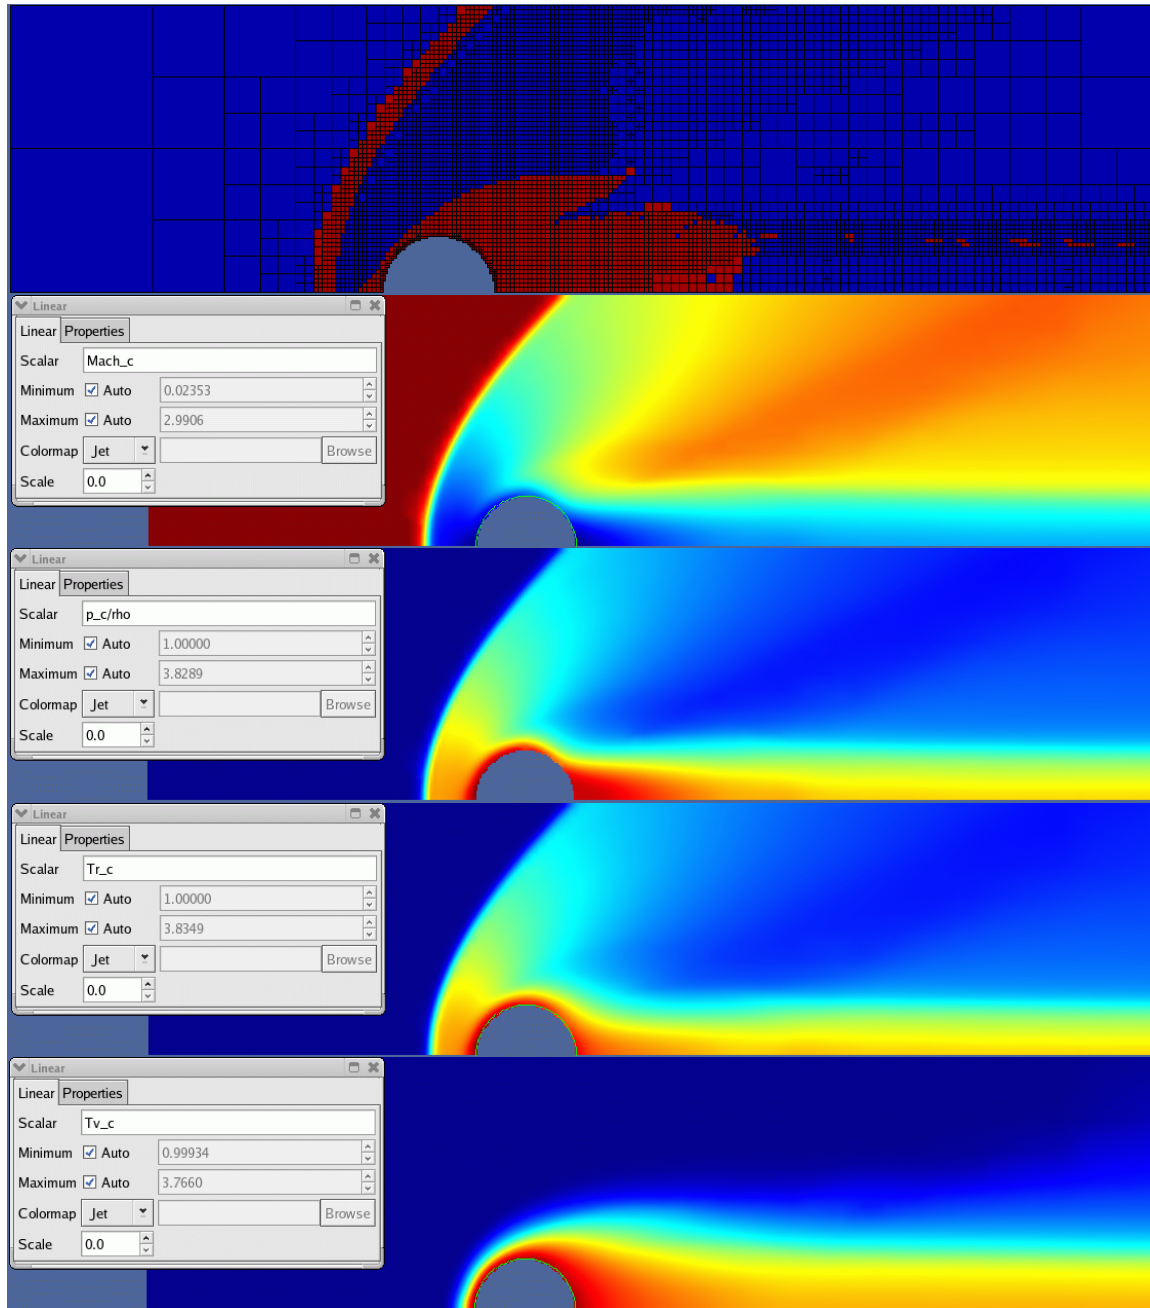 Linear
Linear Properties
Scalar Mach_c
Minimum Auto 0.02353
Maximum Auto 2.9906
Colormap Jet Browse
Scale 0.0
Linear
Linear Properties
Scalar p_c/rho
Minimum Auto 1.00000
Maximum Auto 3.8289
Colormap Jet Browse
Scale 0.0
Linear
Linear Properties
Scalar Tr_c
Minimum Auto 1.00000
Maximum Auto 3.8349
Colormap Jet Browse
Scale 0.0
Linear
Linear Properties
Scalar Tv_c
Minimum Auto 0.99934
Maximum Auto 3.7660
Colormap Jet Browse
Scale 0.0